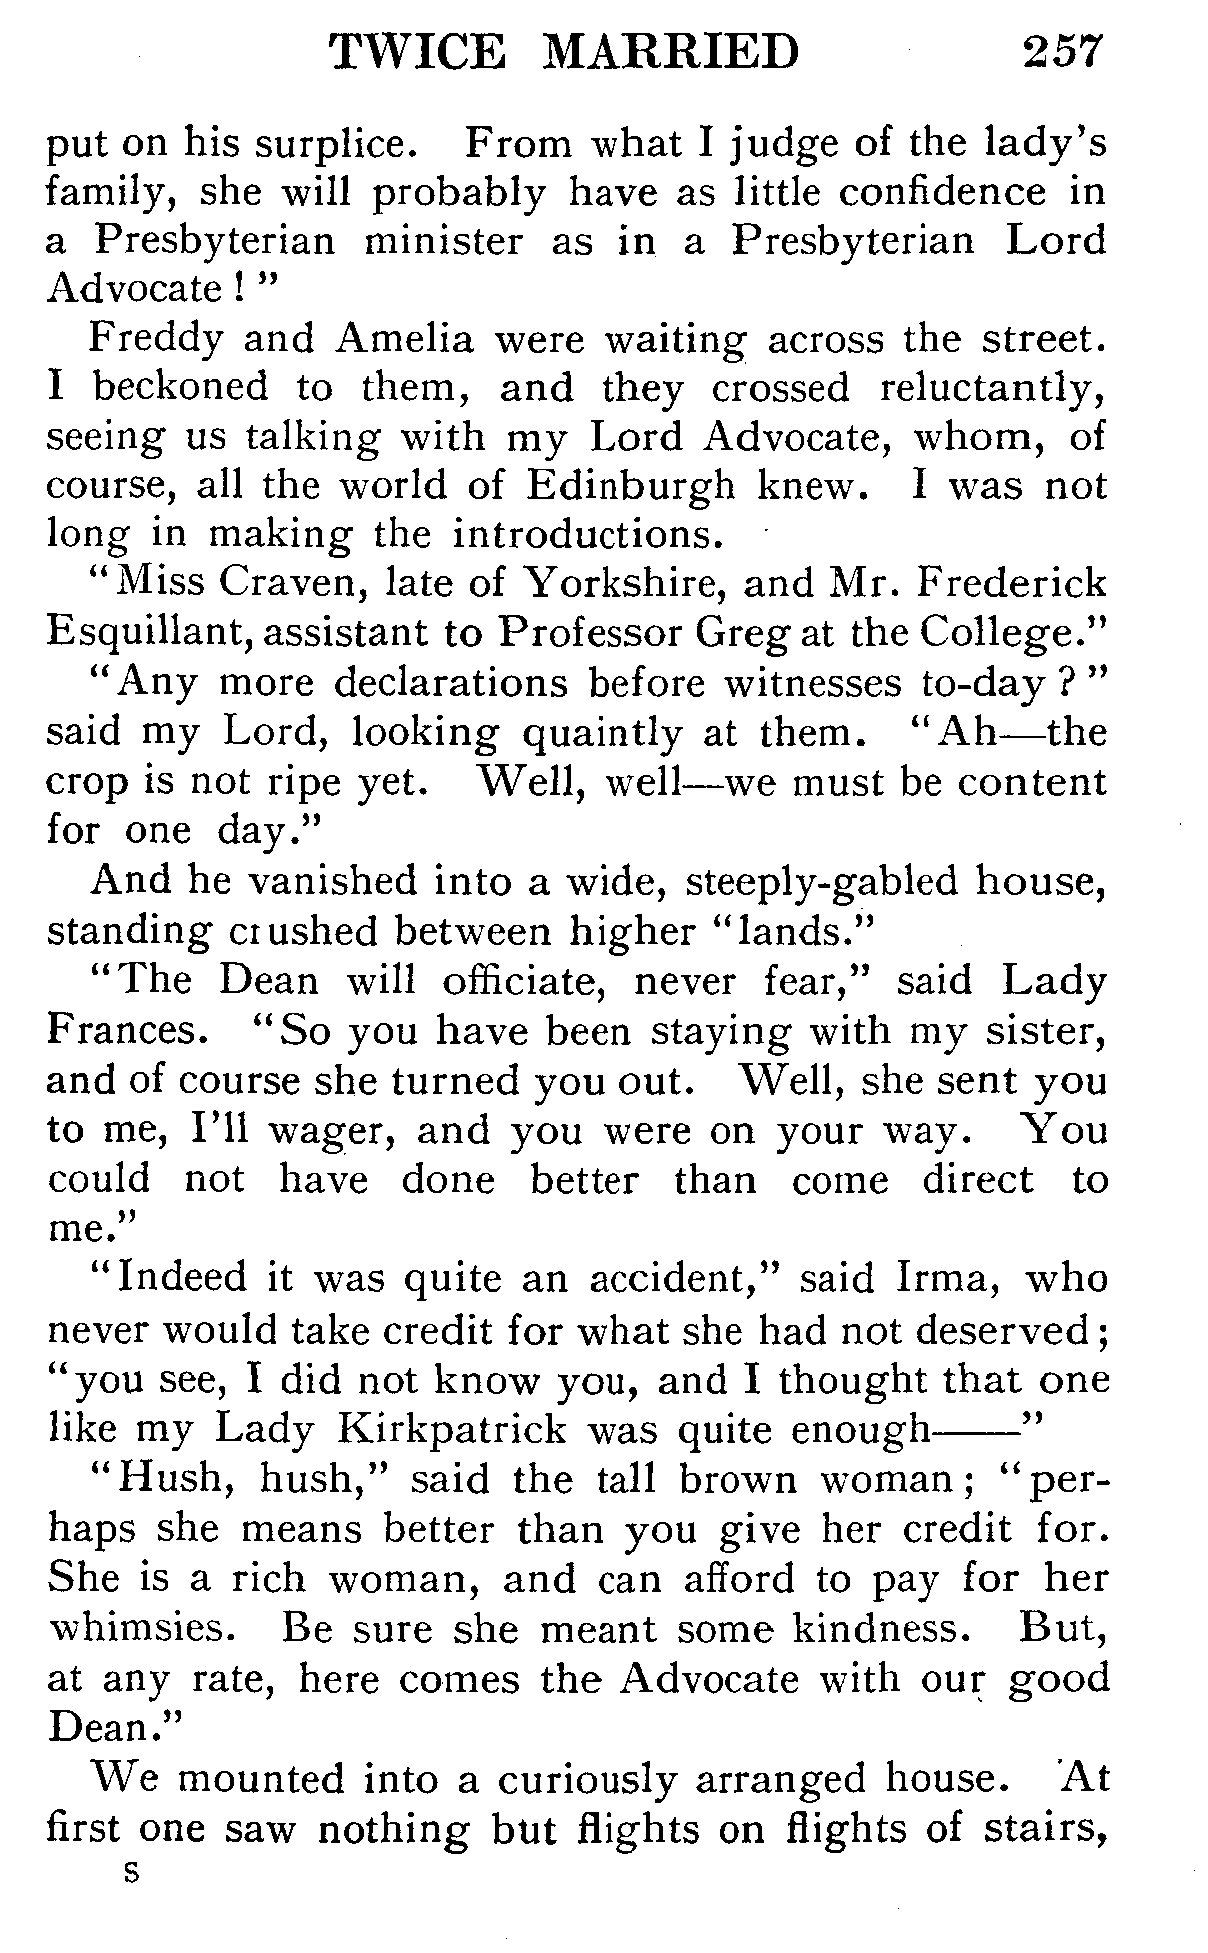 TWICE MARRIED 257
put on his surplice. From what I judge of the lady's
family, she will probably have as little confidence in
a Presbyterian minister as in a Presbyterian Lord
Advocate ! "
Freddy and Amelia were waiting across the street.
I beckoned to them, and they crossed reluctantly,
seeing us talking with my Lord Advocate, whom, of
course, all the world of Edinburgh knew. I was not
long in making the introductions.
"Miss Craven, late of Yorkshire, and Mr. Frederick
Esquillant, assistant to Professor Greg at the College."
"Any more declarations before witnesses to-day ? "
said my Lord, looking quaintly at them. "Ah—the
crop is not ripe yet. Well, well—we must be content
for one day."
And he vanished into a wide, steeply-gabled house,
standing crushed between higher "lands."
"The Dean will officiate, never fear," said Lady
Frances. "So you have been staying with my sister,
and of course she turned you out. Well, she sent you
to me, I'll wager, and you were on your way. You
could not have done better than come direct to
me."
"Indeed it was quite an accident," said Irma, who
never would take credit for what she had not deserved ;
"you see, I did not know you, and I thought that one
like my Lady Kirkpatrick was quite enough——"
"Hush, hush," said the tall brown woman ; "per-
haps she means better than you give her credit for.
She is a rich woman, and can afford to pay for her
whimsies. Be sure she meant some kindness. But,
at any rate, here comes the Advocate with our good
Dean."
We mounted into a curiously arranged house. At
first one saw nothing but flights on flights of stairs,
S